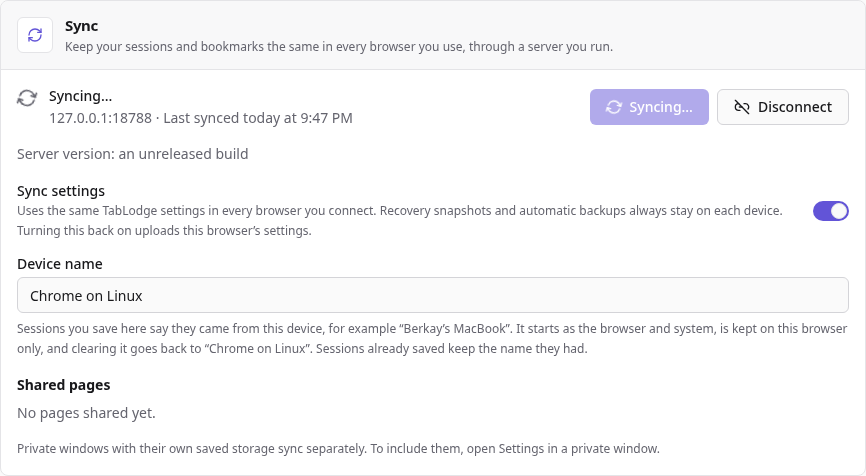 Sync
Keep your sessions and bookmarks the same in every browser you use, through a server you run.
Syncing...
127.0.0.1:18788 · Last synced today at 9:47 PM
Syncing...
Disconnect
Server version: an unreleased build
Sync settings
Uses the same TabLodge settings in every browser you connect. Recovery snapshots and automatic backups always stay on each device.
Turning this back on uploads this browser’s settings.
Device name
Chrome on Linux
Sessions you save here say they came from this device, for example “Berkay’s MacBook”. It starts as the browser and system, is kept on this browser
only, and clearing it goes back to “Chrome on Linux”. Sessions already saved keep the name they had.
Shared pages
No pages shared yet.
Private windows with their own saved storage sync separately. To include them, open Settings in a private window.